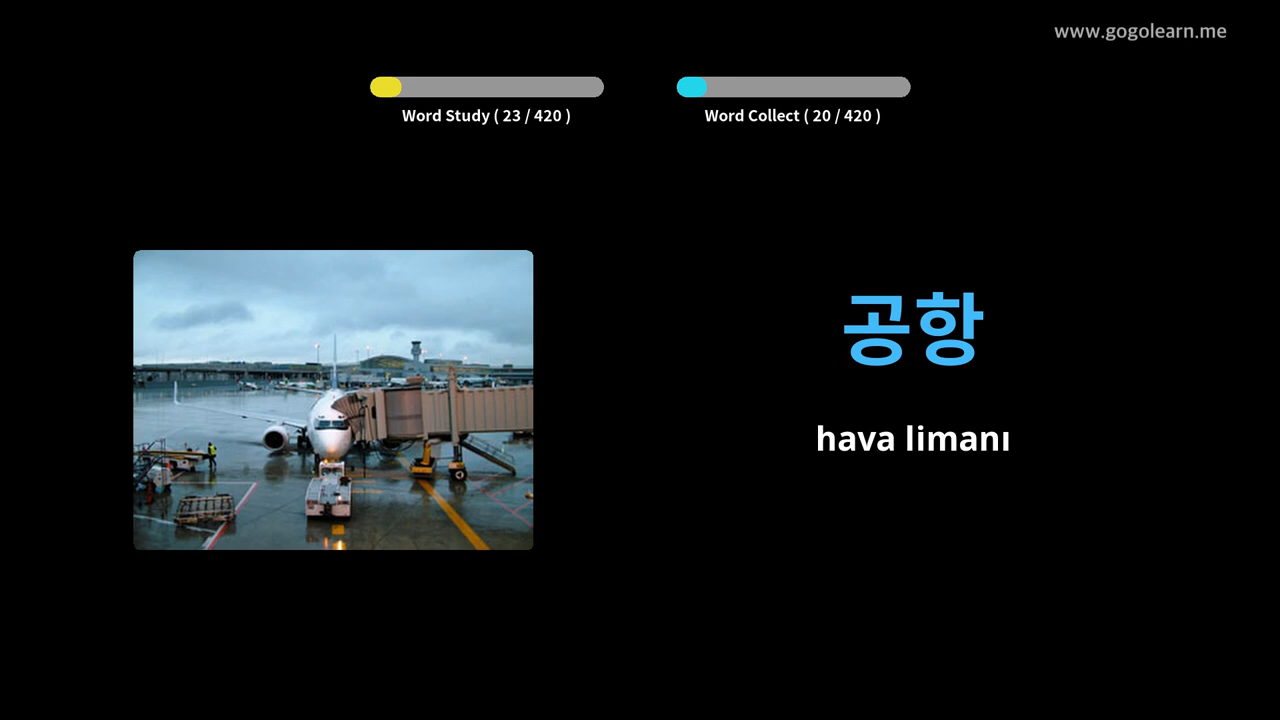 www.gogolearn.me
Word Study ( 23 / 420 )
Word Collect ( 20 / 420 )
공항
hava limanı